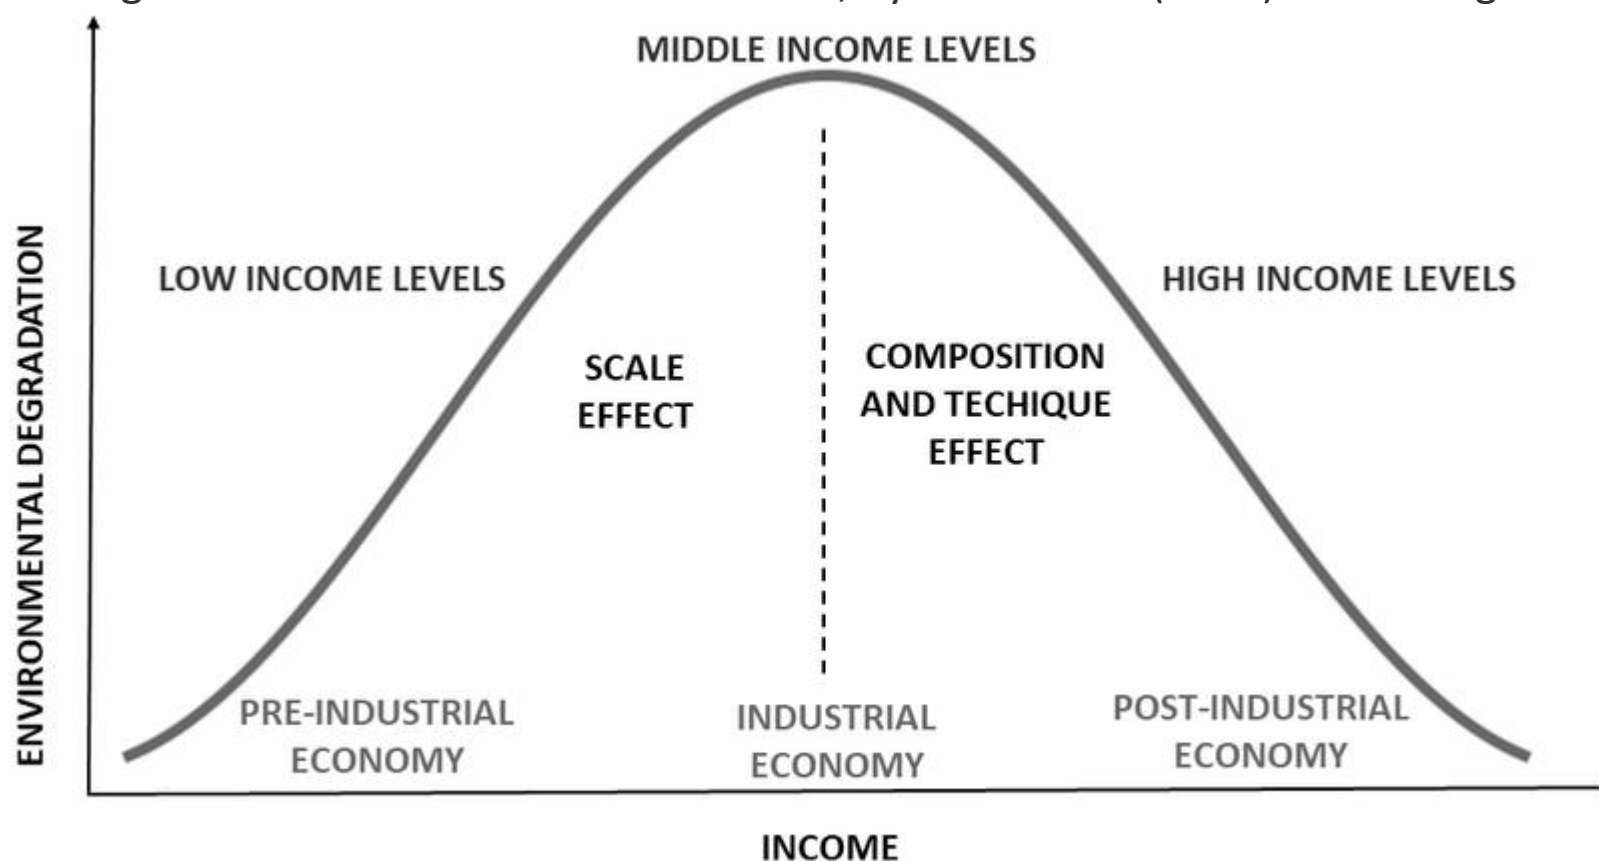 MIDDLE INCOME LEVELS
LOW INCOME LEVELS
HIGH INCOME LEVELS
SCALE
EFFECT
COMPOSITION
AND TECHIQUE
EFFECT
PRE-INDUSTRIAL
ECONOMY
INDUSTRIAL
ECONOMY
POST-INDUSTRIAL
ECONOMY
ENVIRONMENTAL DEGRADATION
INCOME